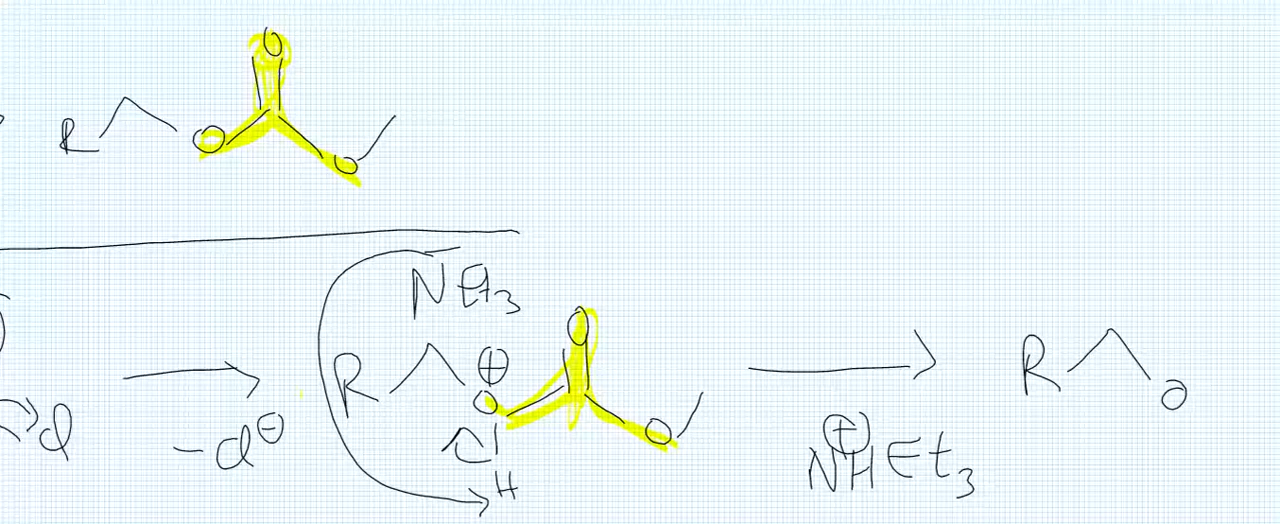 O
R O O
NEt3
R ⊕ O O R O
-Cl⊖ O ⊕
H NHEt3